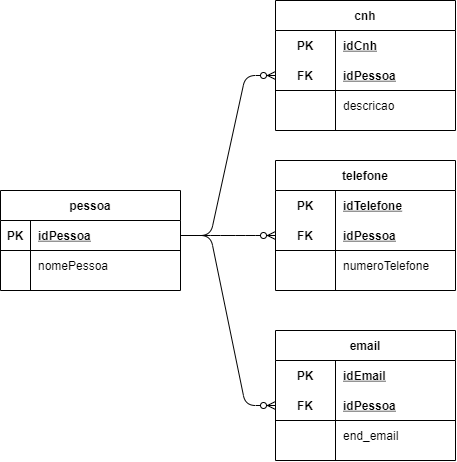 cnh
PK idCnh
FK idPessoa
descricao
telefone
PK idTelefone
FK idPessoa
numeroTelefone
pessoa
PK idPessoa
nomePessoa
email
PK idEmail
FK idPessoa
end_email